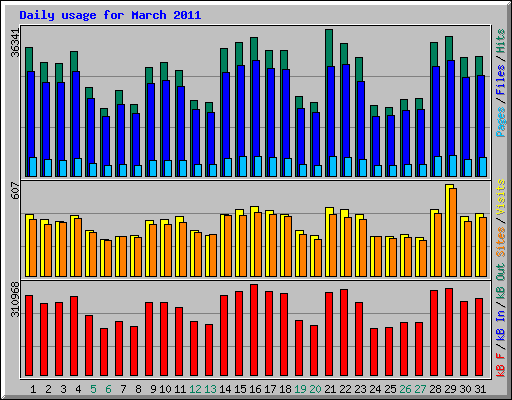 Daily usage for March 2011
36341
Pages / Files / Hits
607
Sites / Visits
310968
kB F / kB In / kB Out
1 2 3 4 5 6 7 8 9 10 11 12 13 14 15 16 17 18 19 20 21 22 23 24 25 26 27 28 29 30 31